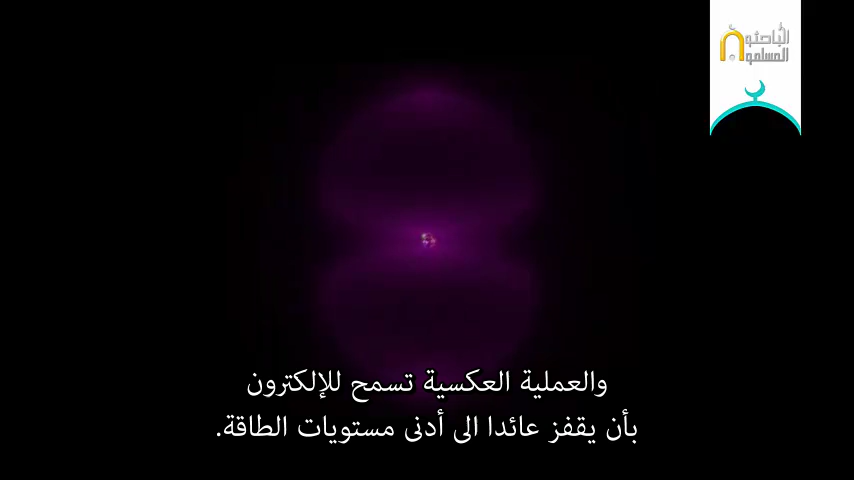 الباحثون
المسلمون
والعملية العكسية تسمح للإلكترون
بأن يقفز عائدا الى أدنى مستويات الطاقة.